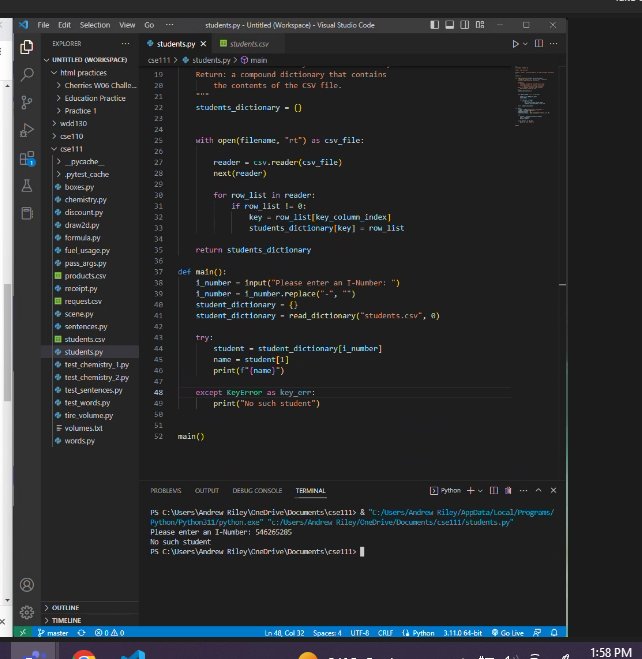 File Edit Selection View Go ··· students.py - Untitled (Workspace) - Visual Studio Code
EXPLORER ···
UNTITLED (WORKSPACE)
html practices
Cherries W06 Challe...
Education Practice
Practice 1
wdd130
cse110
cse111
__pycache__
.pytest_cache
boxes.py
chemistry.py
discount.py
draw2d.py
formula.py
fuel_usage.py
pass_args.py
products.csv
receipt.py
request.csv
scene.py
sentences.py
students.csv
students.py
test_chemistry_1.py
test_chemistry_2.py
test_sentences.py
test_words.py
tire_volume.py
volumes.txt
words.py
OUTLINE
TIMELINE
1
students.py students.csv
cse111 > students.py > main
19 Return: a compound dictionary that contains
20 the contents of the CSV file.
21 """
22 students_dictionary = {}
23
24
25 with open(filename, "rt") as csv_file:
26
27 reader = csv.reader(csv_file)
28 next(reader)
29
30 for row_list in reader:
31 if row_list != 0:
32 key = row_list[key_column_index]
33 students_dictionary[key] = row_list
34
35 return students_dictionary
36
37 def main():
38 i_number = input("Please enter an I-Number: ")
39 i_number = i_number.replace("-", "")
40 student_dictionary = {}
41 student_dictionary = read_dictionary("students.csv", 0)
42
43 try:
44 student = student_dictionary[i_number]
45 name = student[1]
46 print(f"{name}")
47
48 except KeyError as key_err:
49 print("No such student")
50
51
52 main()
PROBLEMS OUTPUT DEBUG CONSOLE TERMINAL Python
PS C:\Users\Andrew Riley\OneDrive\Documents\cse111> & "C:/Users/Andrew Riley/AppData/Local/Programs/
Python/Python311/python.exe" "c:/Users/Andrew Riley/OneDrive/Documents/cse111/students.py"
Please enter an I-Number: 546265285
No such student
PS C:\Users\Andrew Riley\OneDrive\Documents\cse111>
master 0 0 Ln 48, Col 32 Spaces: 4 UTF-8 CRLF Python 3.11.0 64-bit Go Live
1:58 PM